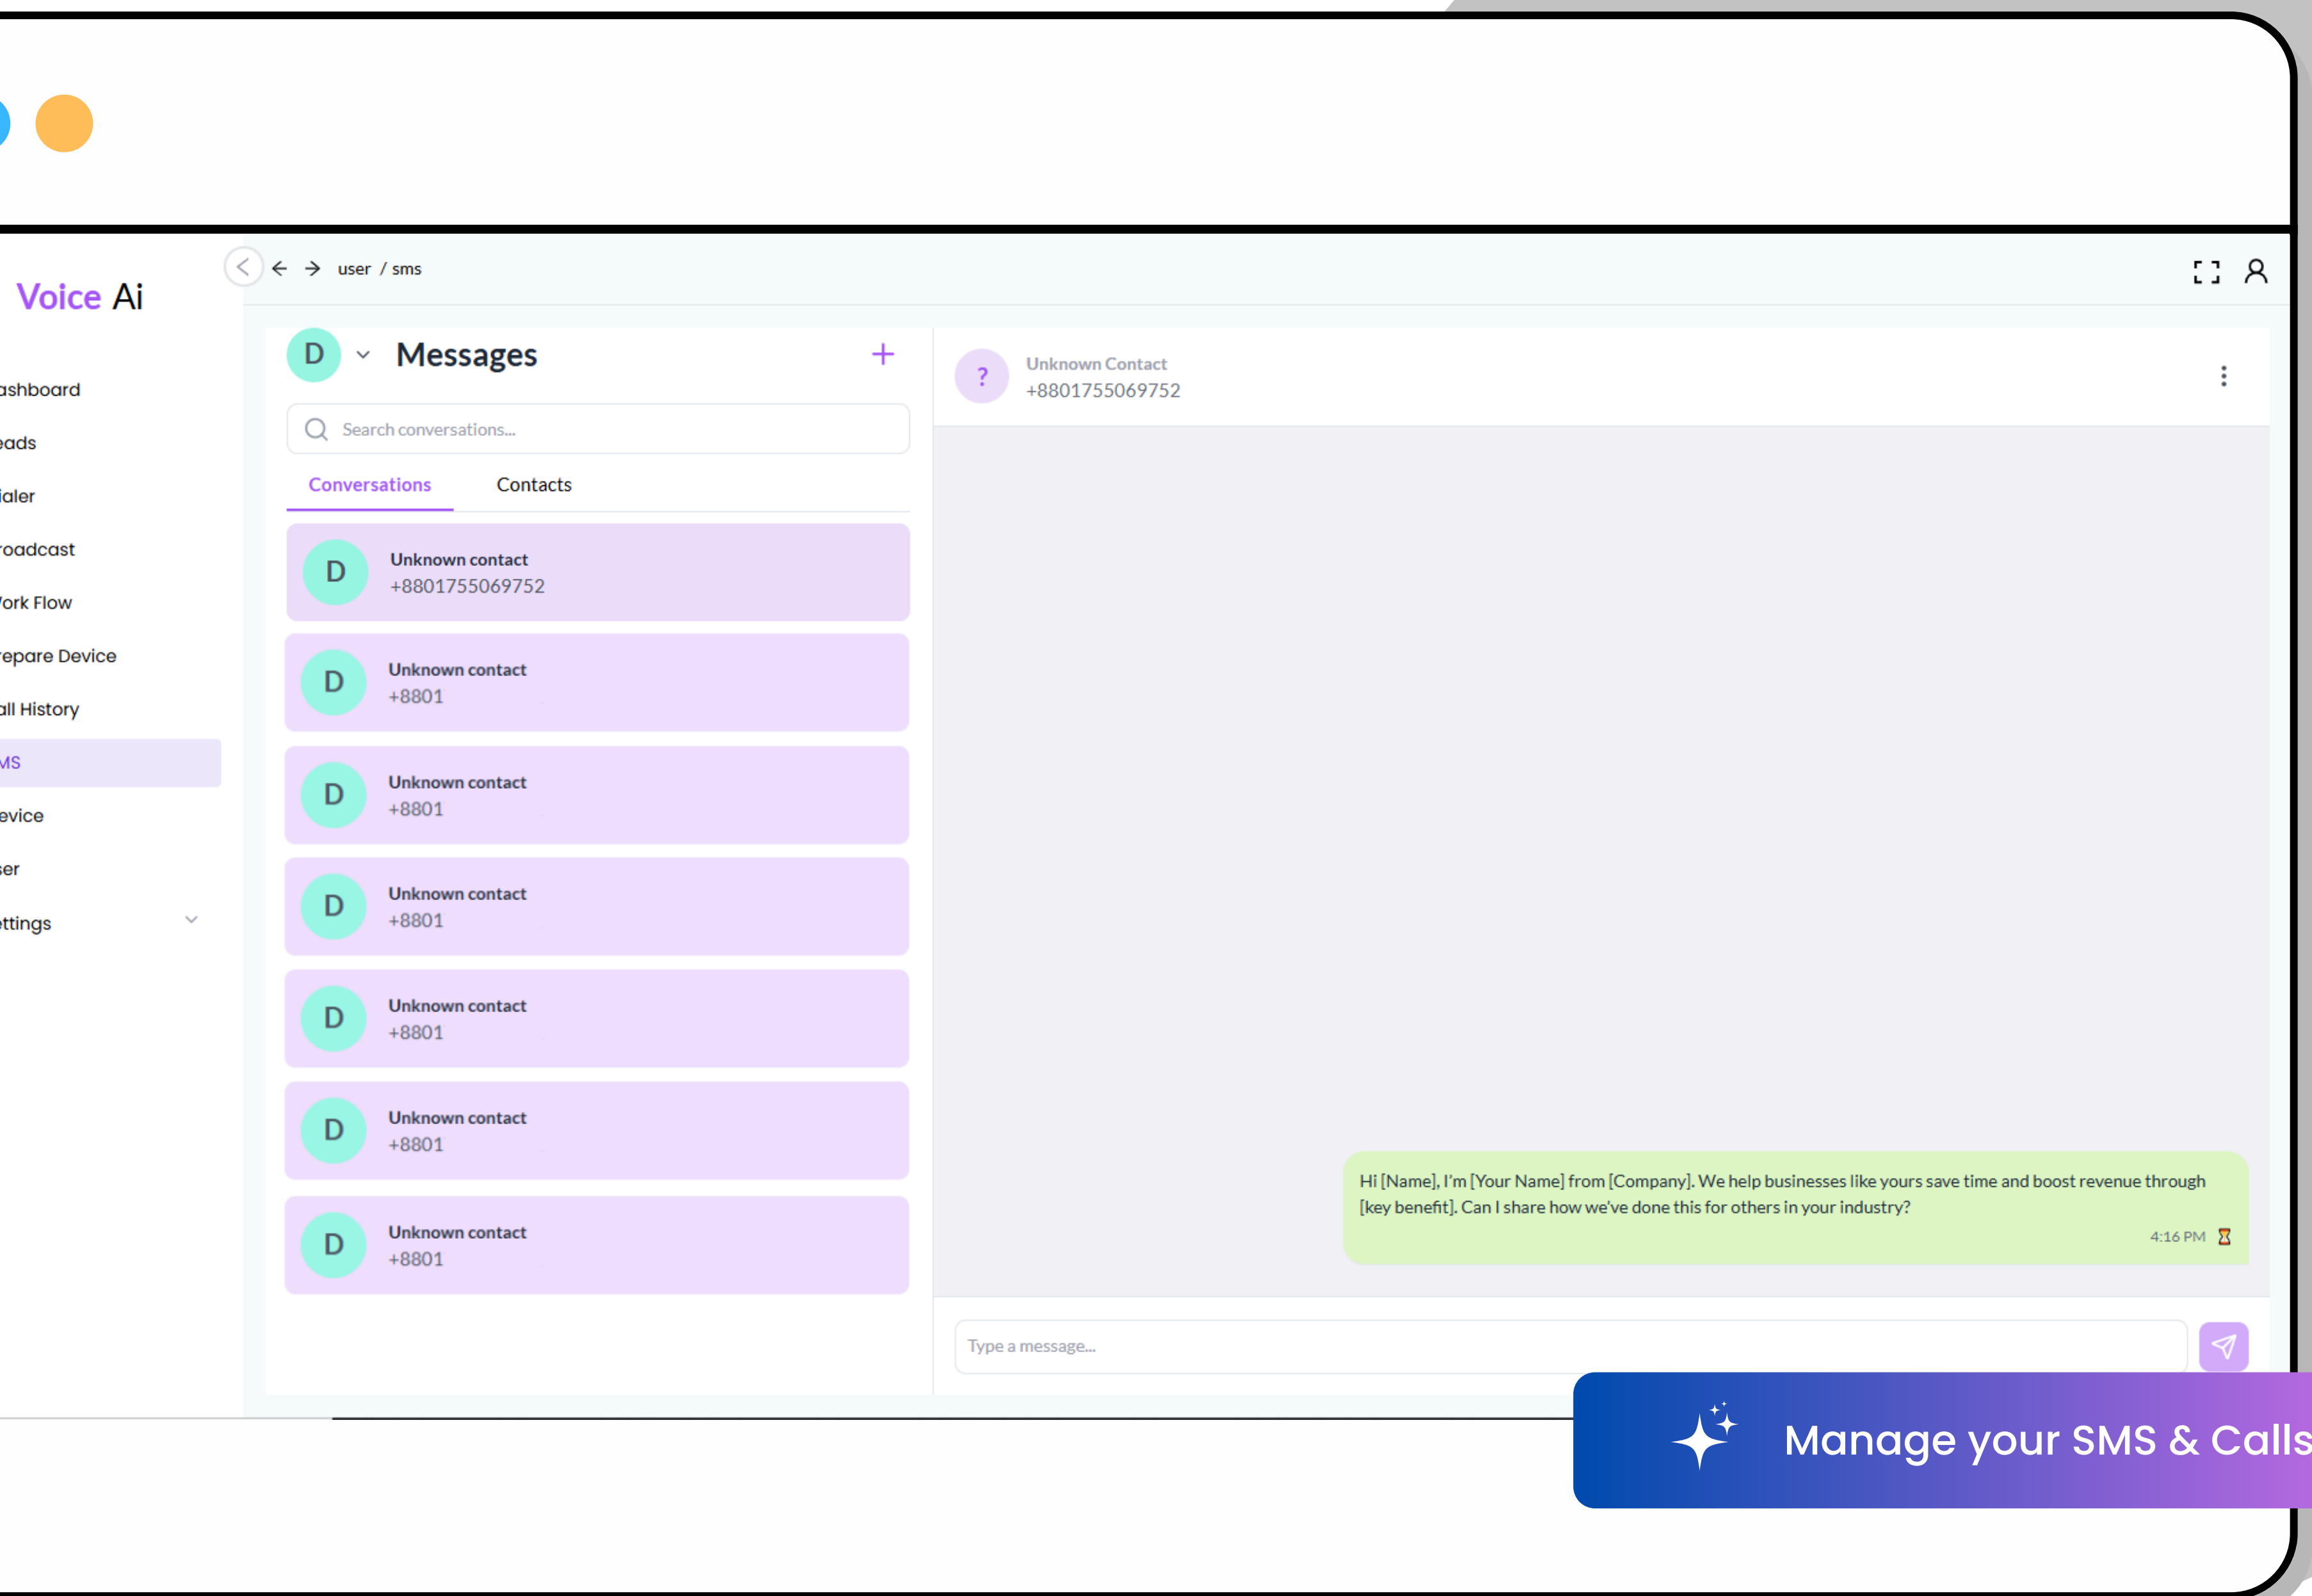 Voice Ai
ashboard
eads
ialer
roadcast
ork Flow
repare Device
all History
MS
evice
ser
ettings
user / sms
D
Messages
+
Search conversations...
Conversations Contacts
D
Unknown contact
+8801755069752
D
Unknown contact
+8801
D
Unknown contact
+8801
D
Unknown contact
+8801
D
Unknown contact
+8801
D
Unknown contact
+8801
D
Unknown contact
+8801
?
Unknown Contact
+8801755069752
Hi [Name], I'm [Your Name] from [Company]. We help businesses like yours save time and boost revenue through
[key benefit]. Can I share how we've done this for others in your industry?
4:16 PM
Type a message...
Manage your SMS & Calls